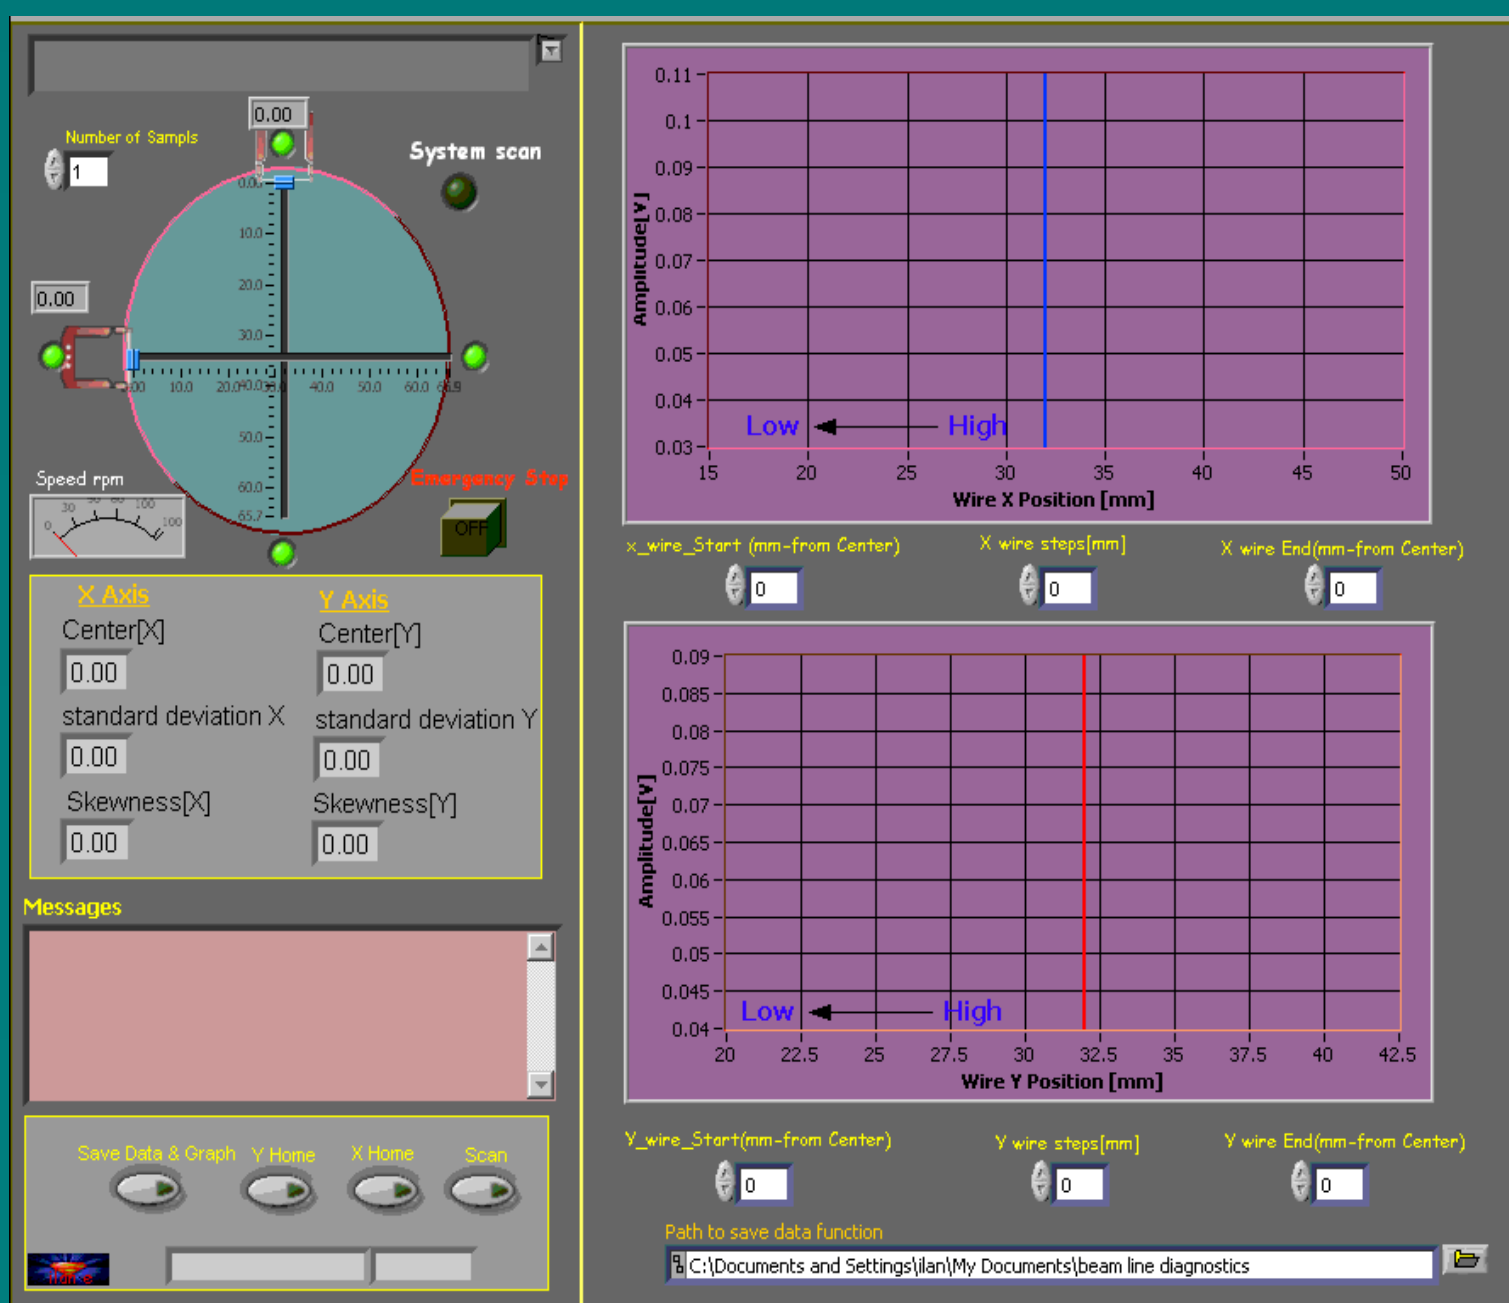 0.00
Number of Sampls
1
System scan
0.00
10.0
20.0
30.0
50.0
60.0
65.7
0.00
10.0
40.0
50.0
60.0
Speed rpm
0
30
100
100
Emergency Stop
OFF
X Axis
Y Axis
Center[X]
Center[Y]
0.00
0.00
standard deviation X
standard deviation Y
0.00
0.00
Skewness[X]
Skewness[Y]
0.00
0.00
Messages
Save Data & Graph
Y Home
X Home
Scan
Amplitude[V]
0.11
0.1
0.09
0.08
0.07
0.06
0.05
0.04
0.03
Low
High
15 20 25 30 35 40 45 50
Wire X Position [mm]
x_wire_Start (mm-from Center)
X wire steps[mm]
X wire End(mm-from Center)
0
0
0
Amplitude[V]
0.09
0.085
0.08
0.075
0.07
0.065
0.06
0.055
0.05
0.045
0.04
Low
High
20 22.5 25 27.5 30 32.5 35 37.5 40 42.5
Wire Y Position [mm]
Y_wire_Start(mm-from Center)
Y wire steps[mm]
Y wire End(mm-from Center)
0
0
0
Path to save data function
C:\Documents and Settings\ilan\My Documents\beam line diagnostics